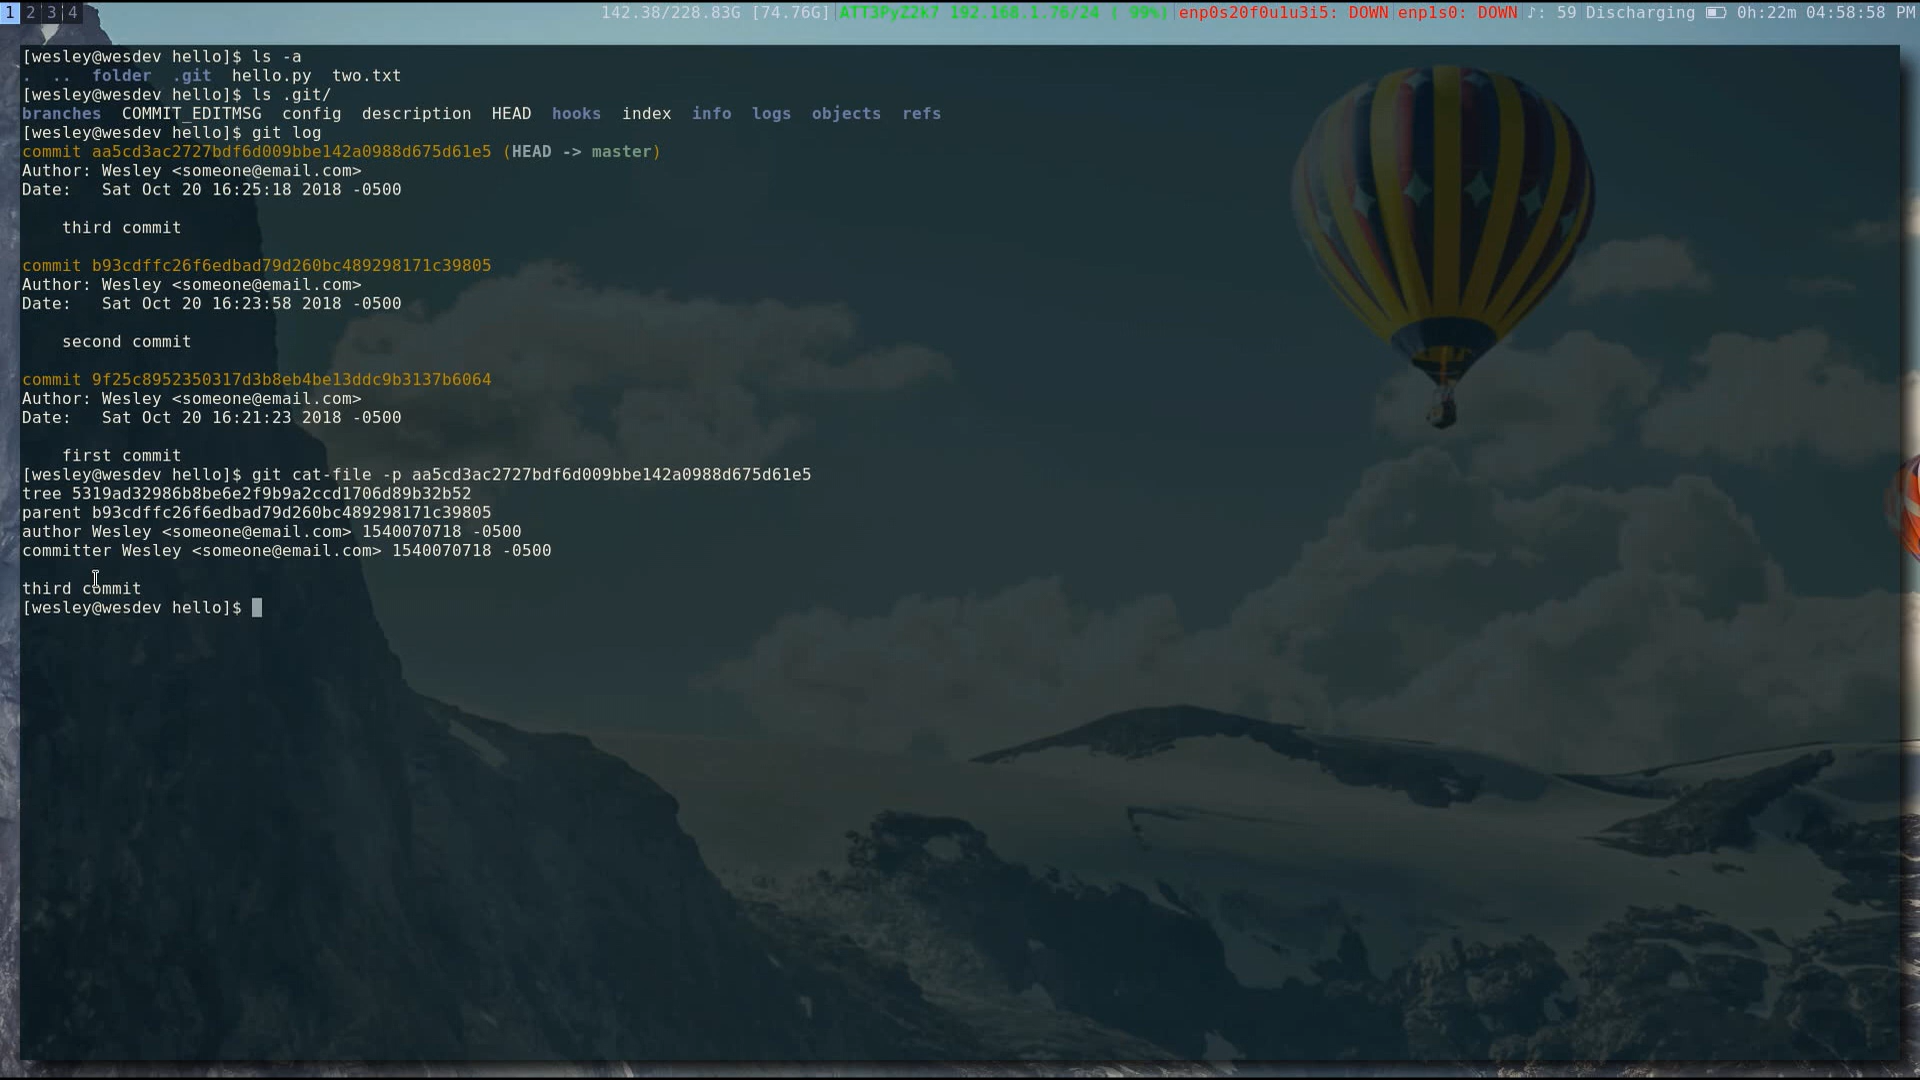 1 2 3 4 142.38/228.83G [74.76G] ATT3PyZ2k7 192.168.1.76/24 ( 99%) enp0s20f0u1u3i5: DOWN enp1s0: DOWN ♪: 59 Discharging 0h:22m 04:58:58 PM
[wesley@wesdev hello]$ ls -a
. .. folder .git hello.py two.txt
[wesley@wesdev hello]$ ls .git/
branches COMMIT_EDITMSG config description HEAD hooks index info logs objects refs
[wesley@wesdev hello]$ git log
commit aa5cd3ac2727bdf6d009bbe142a0988d675d61e5 (HEAD -> master)
Author: Wesley <someone@email.com>
Date:   Sat Oct 20 16:25:18 2018 -0500
third commit
commit b93cdffc26f6edbad79d260bc489298171c39805
Author: Wesley <someone@email.com>
Date:   Sat Oct 20 16:23:58 2018 -0500
second commit
commit 9f25c8952350317d3b8eb4be13ddc9b3137b6064
Author: Wesley <someone@email.com>
Date:   Sat Oct 20 16:21:23 2018 -0500
first commit
[wesley@wesdev hello]$ git cat-file -p aa5cd3ac2727bdf6d009bbe142a0988d675d61e5
tree 5319ad32986b8be6e2f9b9a2ccd1706d89b32b52
parent b93cdffc26f6edbad79d260bc489298171c39805
author Wesley <someone@email.com> 1540070718 -0500
committer Wesley <someone@email.com> 1540070718 -0500
third commit
[wesley@wesdev hello]$